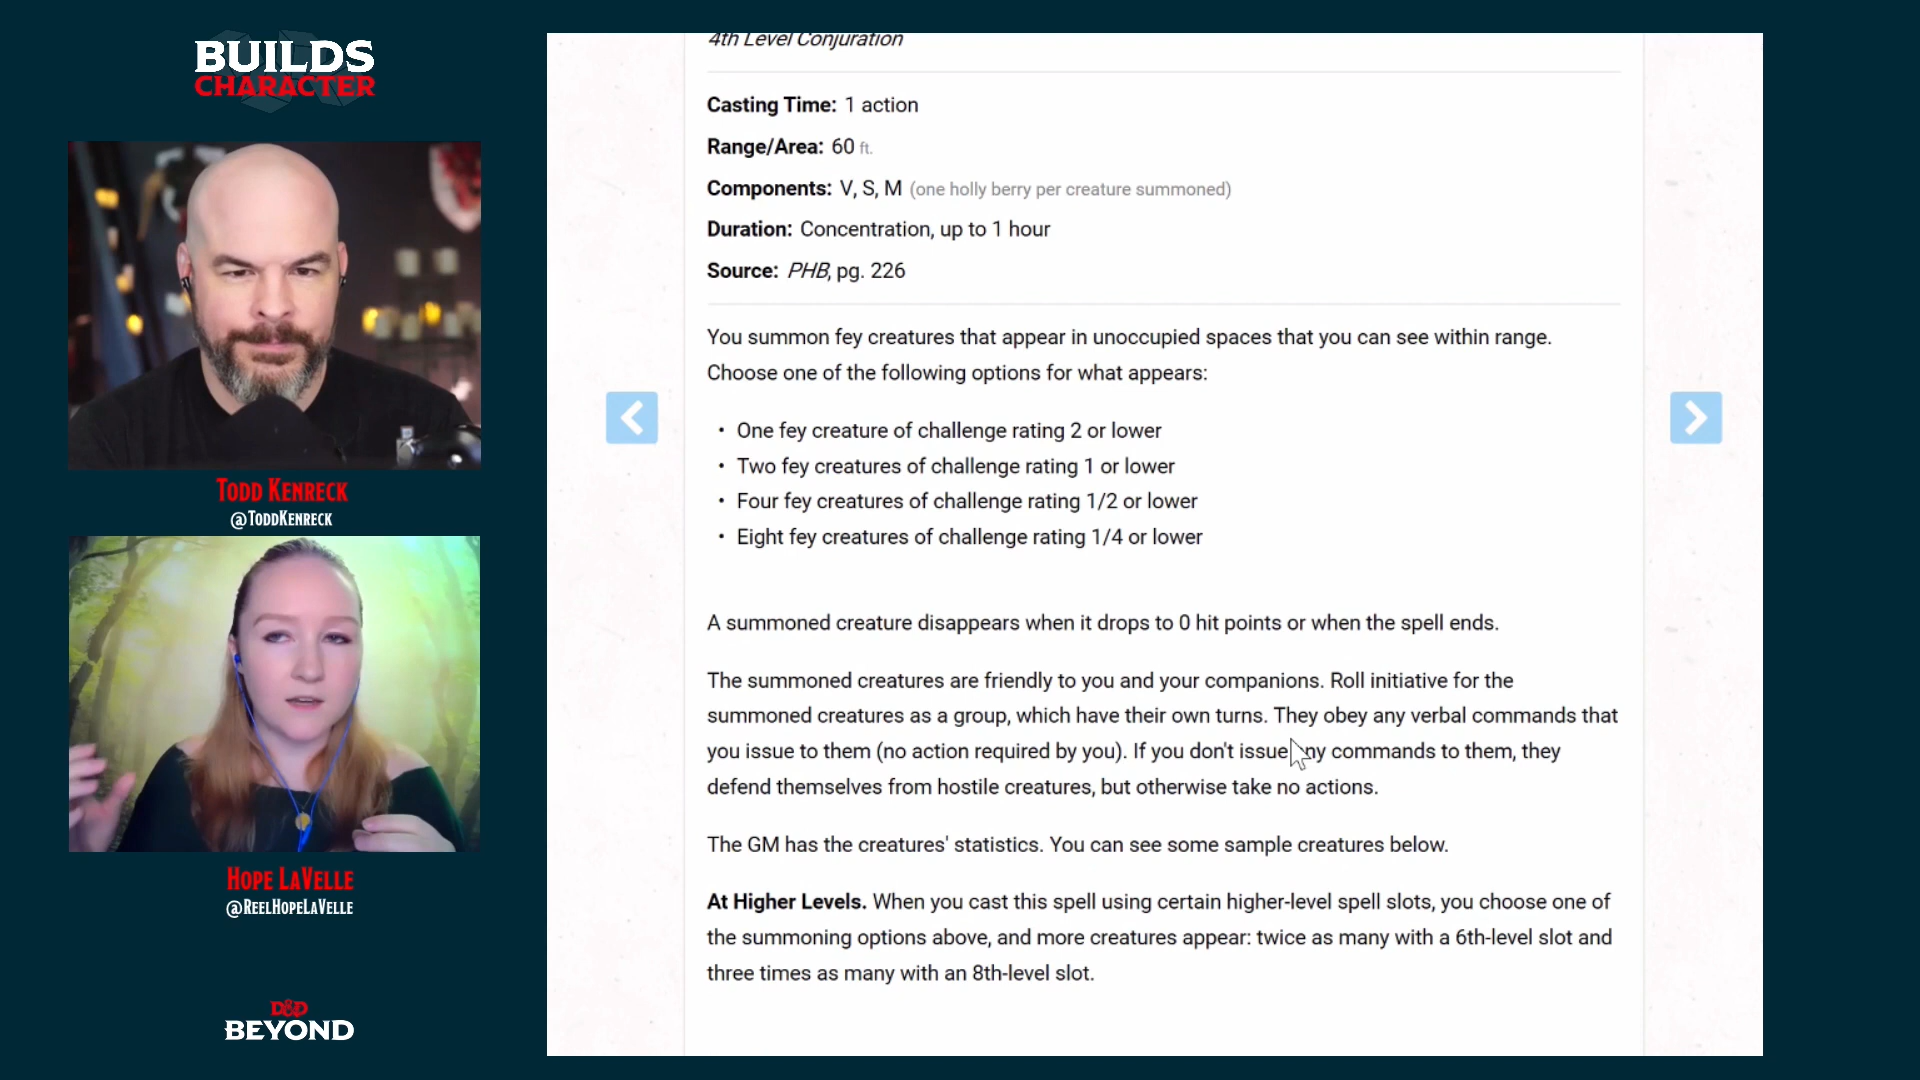 BUILDS
CHARACTER
Todd Kenreck
@ToddKenreck
Hope LaVelle
@ReelHopeLaVelle
D&D
BEYOND
4th Level Conjuration
Casting Time: 1 action
Range/Area: 60 ft.
Components: V, S, M (one holly berry per creature summoned)
Duration: Concentration, up to 1 hour
Source: PHB, pg. 226
You summon fey creatures that appear in unoccupied spaces that you can see within range.
Choose one of the following options for what appears:
• One fey creature of challenge rating 2 or lower
• Two fey creatures of challenge rating 1 or lower
• Four fey creatures of challenge rating 1/2 or lower
• Eight fey creatures of challenge rating 1/4 or lower
A summoned creature disappears when it drops to 0 hit points or when the spell ends.
The summoned creatures are friendly to you and your companions. Roll initiative for the
summoned creatures as a group, which have their own turns. They obey any verbal commands that
you issue to them (no action required by you). If you don't issue any commands to them, they
defend themselves from hostile creatures, but otherwise take no actions.
The GM has the creatures' statistics. You can see some sample creatures below.
At Higher Levels. When you cast this spell using certain higher-level spell slots, you choose one of
the summoning options above, and more creatures appear: twice as many with a 6th-level slot and
three times as many with an 8th-level slot.